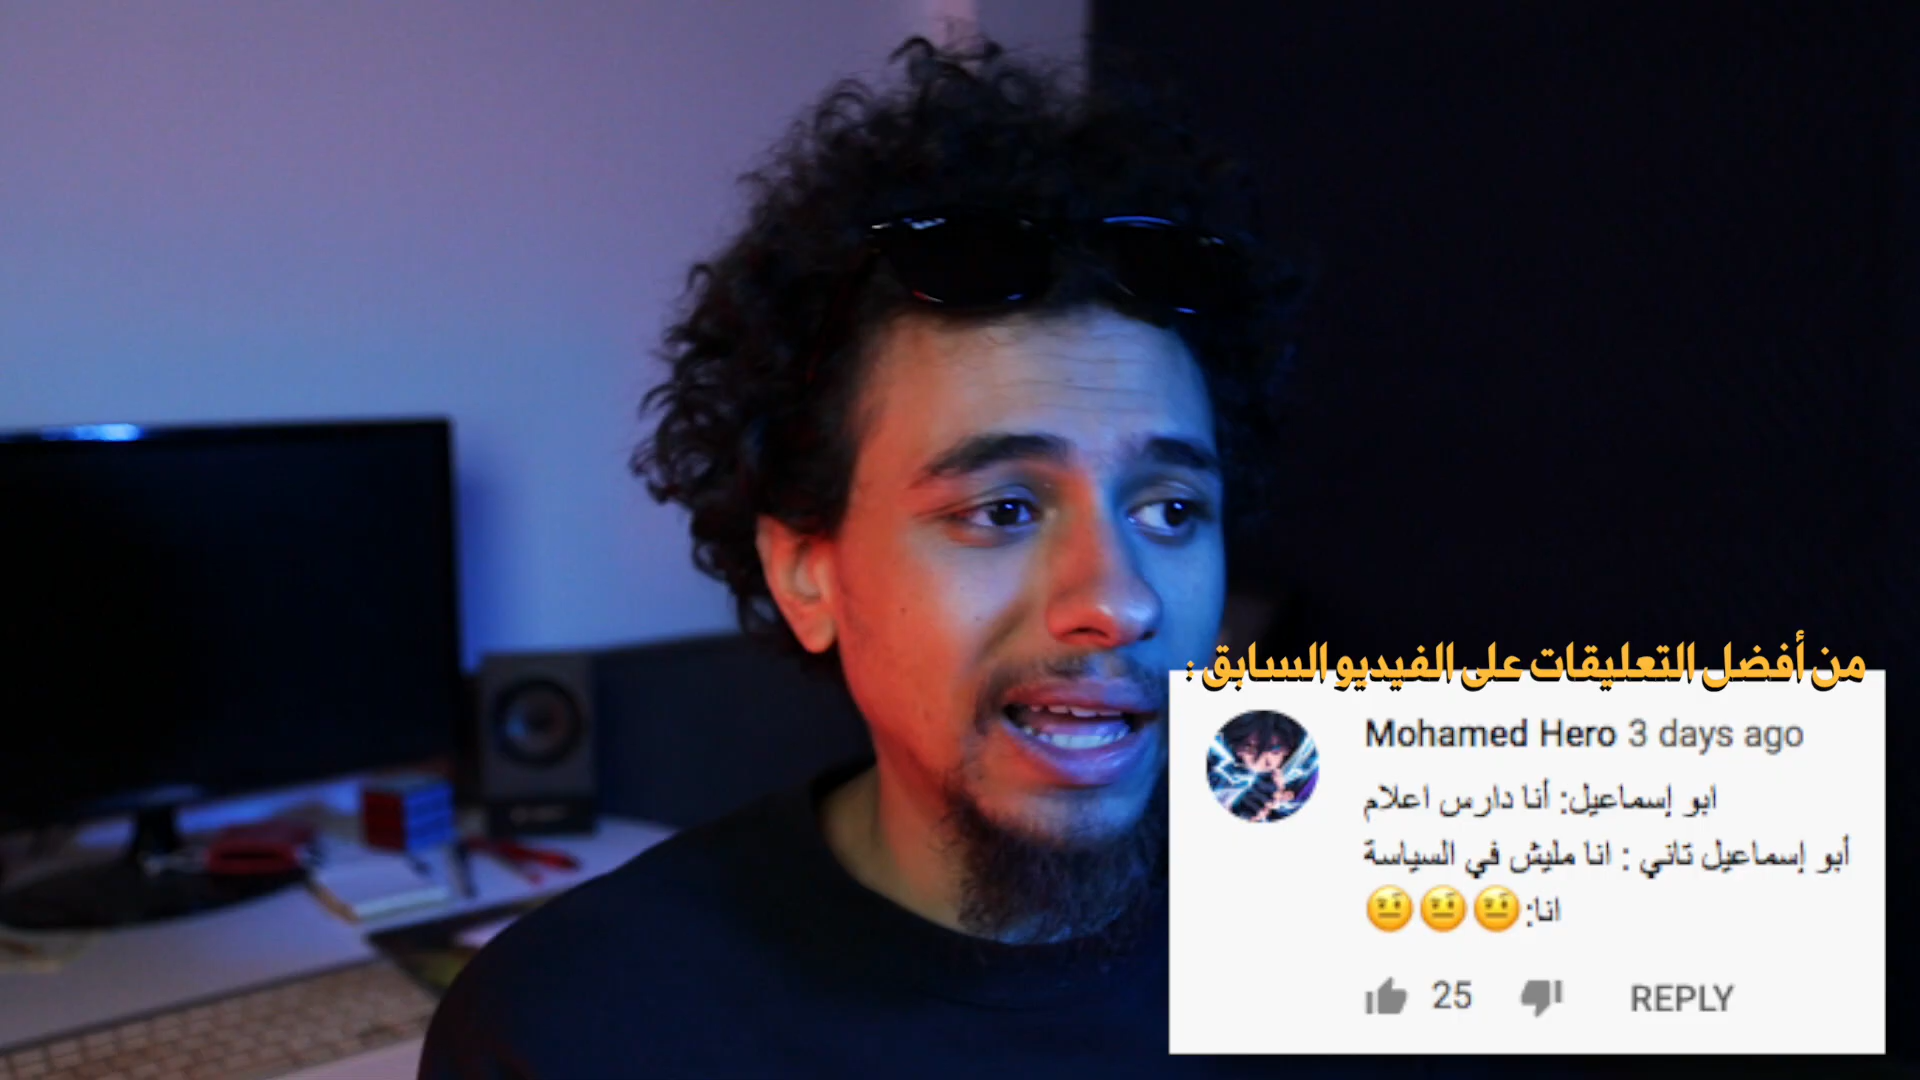 من أفضل التعليقات على الفيديو السابق :
Mohamed Hero 3 days ago
ابو إسماعيل: أنا دارس اعلام
أبو إسماعيل تاني : انا مليش في السياسة
انا:🤨🤨🤨
25 REPLY